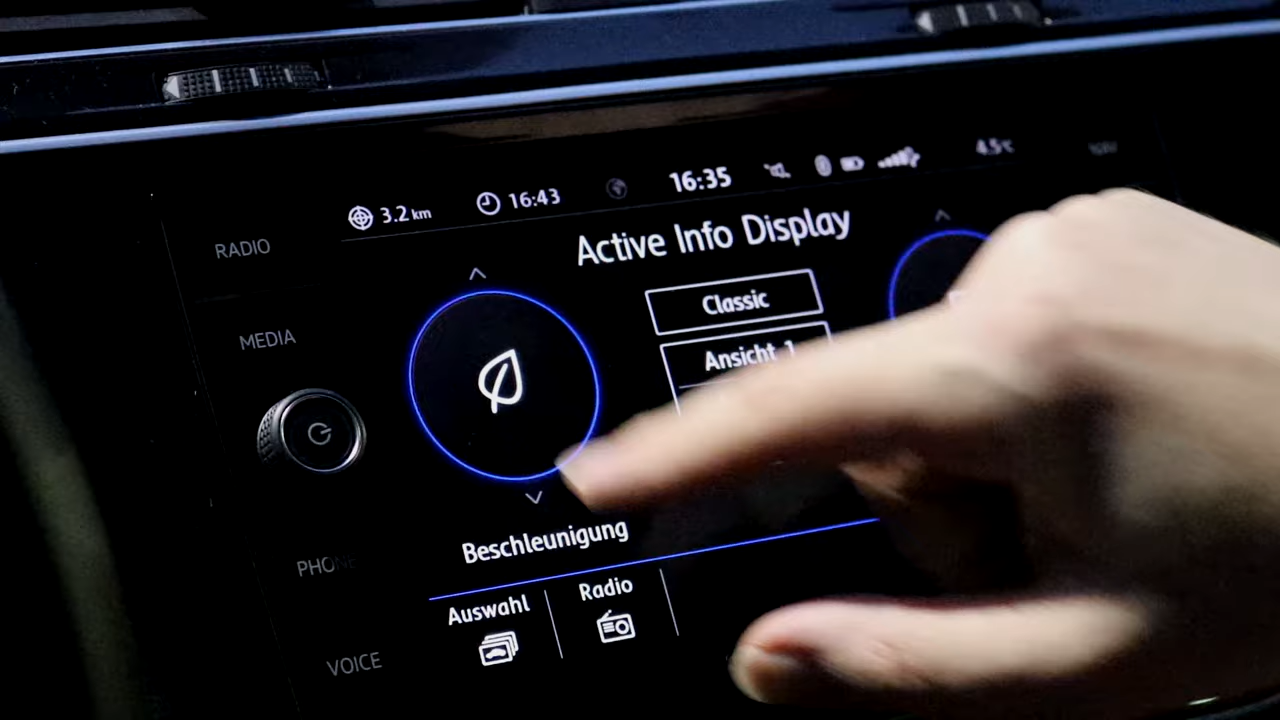 3.2 km
16:43
16:35
4.5°C
RADIO
Active Info Display
Classic
MEDIA
Ansicht 1
PHONE
Beschleunigung
Auswahl
Radio
VOICE